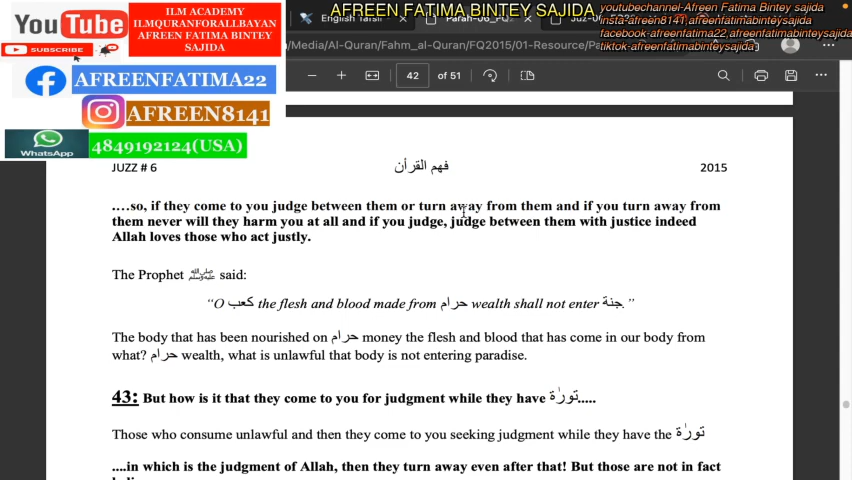 YouTube
SUBSCRIBE
ILM ACADEMY
ILMQURANFORALLBAYAN
AFREEN FATIMA BINTEY
SAJIDA
AFREENFATIMA22
AFREEN8141
WhatsApp
4849192124(USA)
English Tafsir
AFREEN FATIMA BINTEY SAJIDA
youtubechannel-Afreen Fatima Bintey sajida
insta-afreen8141,afreenfatimabinteysajida
facebook-afreenfatima22,afreenfatimabinteysajida
tiktok-afreenfatimabinteysajida
/Media/Al-Quran/Fahm_al-Quran/FQ2015/01-Resource/Pa
42 of 51
JUZZ # 6 فهم القرأن 2015
….so, if they come to you judge between them or turn away from them and if you turn away from
them never will they harm you at all and if you judge, judge between them with justice indeed
Allah loves those who act justly.
The Prophet ﷺ said:
“O كعب the flesh and blood made from حرام wealth shall not enter جنة.”
The body that has been nourished on حرام money the flesh and blood that has come in our body from
what? حرام wealth, what is unlawful that body is not entering paradise.
43: But how is it that they come to you for judgment while they have تورٰة.....
Those who consume unlawful and then they come to you seeking judgment while they have the تورٰة
....in which is the judgment of Allah, then they turn away even after that! But those are not in fact